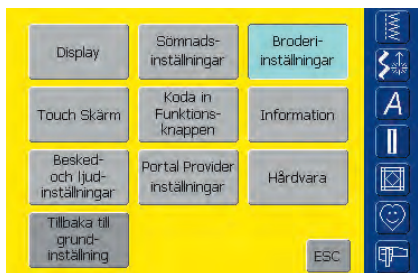 Display
Sömnads-
inställningar
Broderi-
inställningar
Touch Skärm
Koda in
Funktions-
knappen
Information
Besked-
och ljud-
inställningar
Portal Provider
inställningar
Hårdvara
Tillbaka till
grund-
inställning
ESC
A